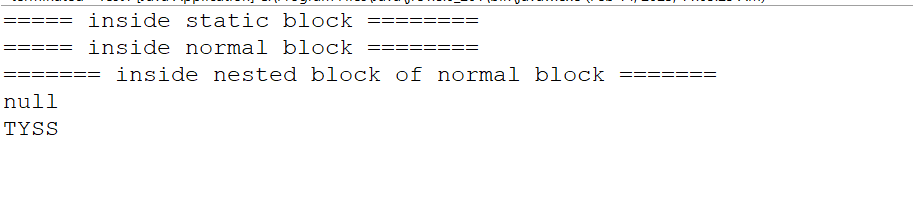 ===== inside static block ========
===== inside normal block ========
======= inside nested block of normal block =======
null
TYSS